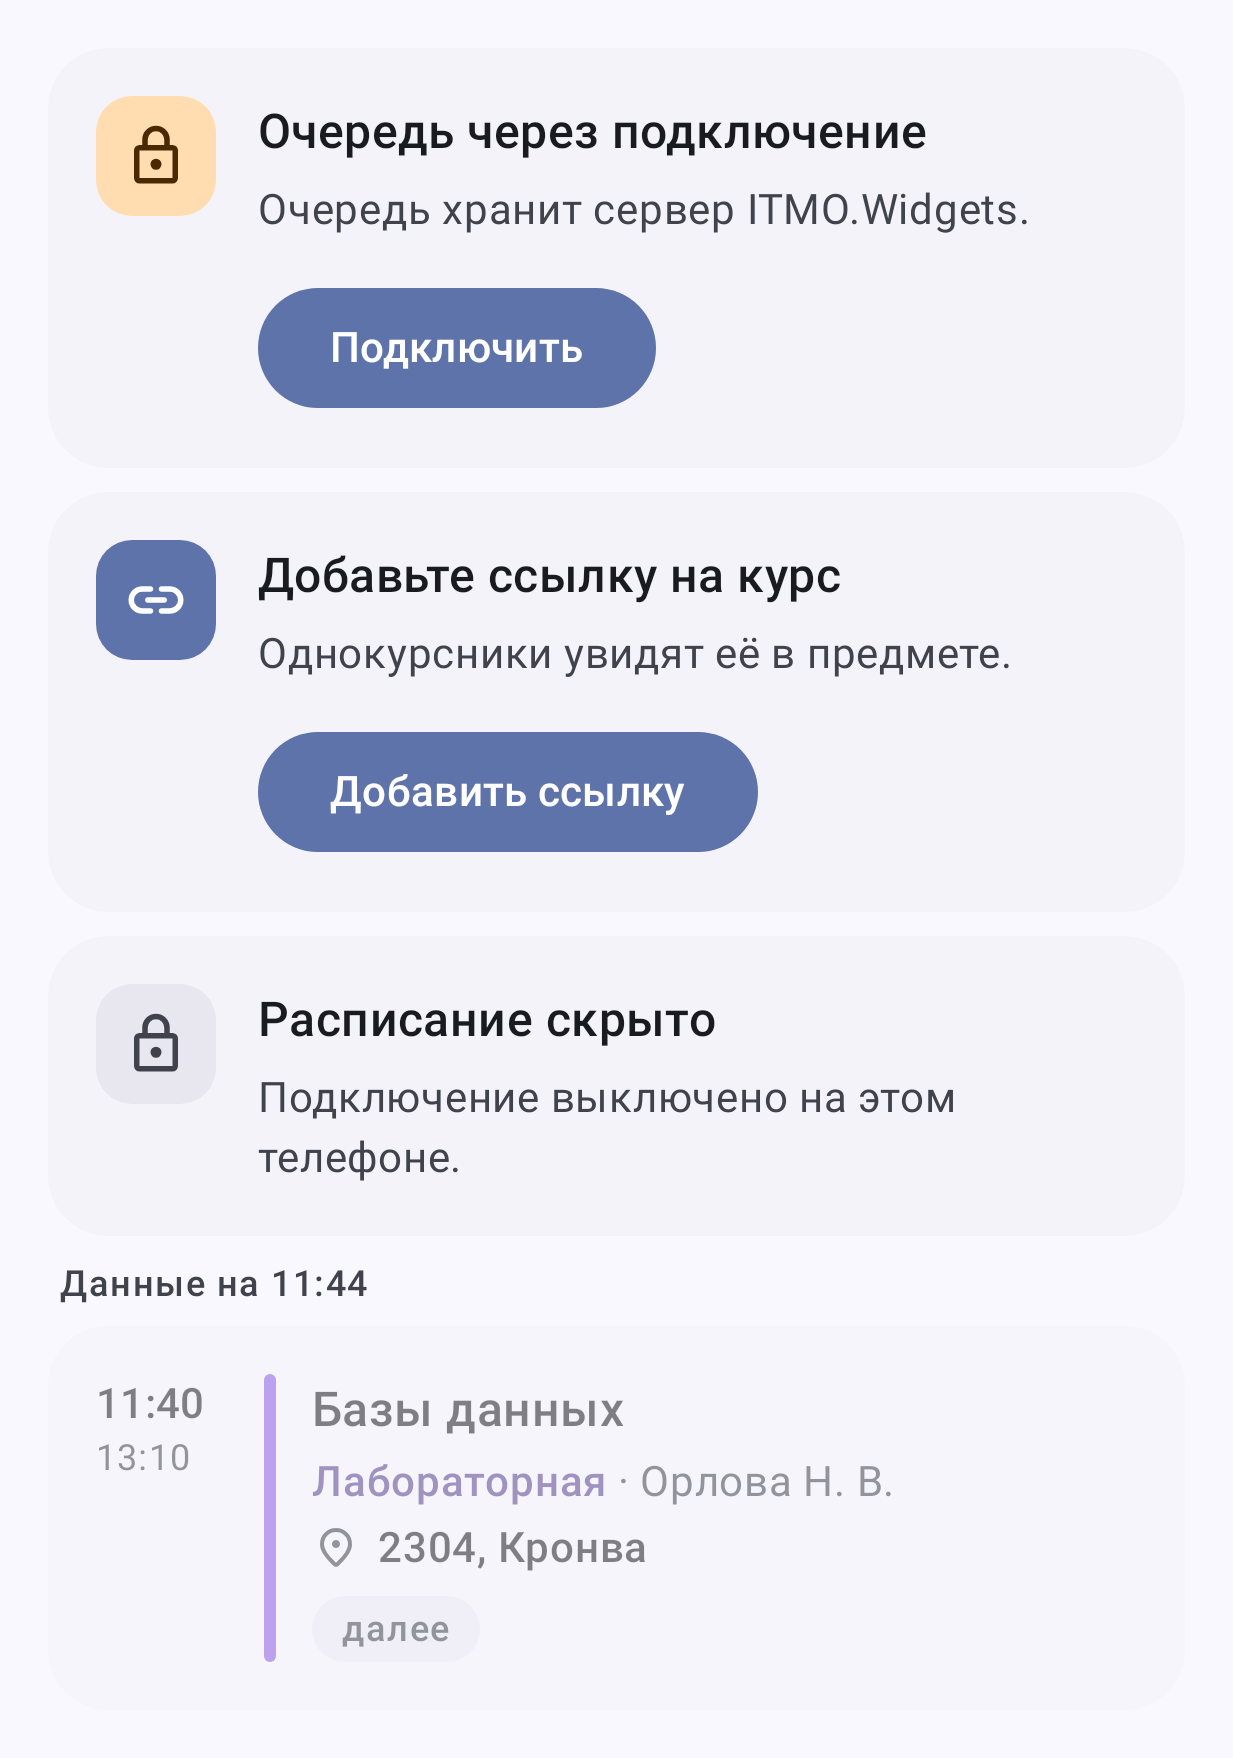 Очередь через подключение
Очередь хранит сервер ITMO.Widgets.
Подключить
Добавьте ссылку на курс
Однокурсники увидят её в предмете.
Добавить ссылку
Расписание скрыто
Подключение выключено на этом
телефоне.
Данные на 11:44
11:40
13:10
Базы данных
Лабораторная · Орлова Н. В.
2304, Кронва
далее